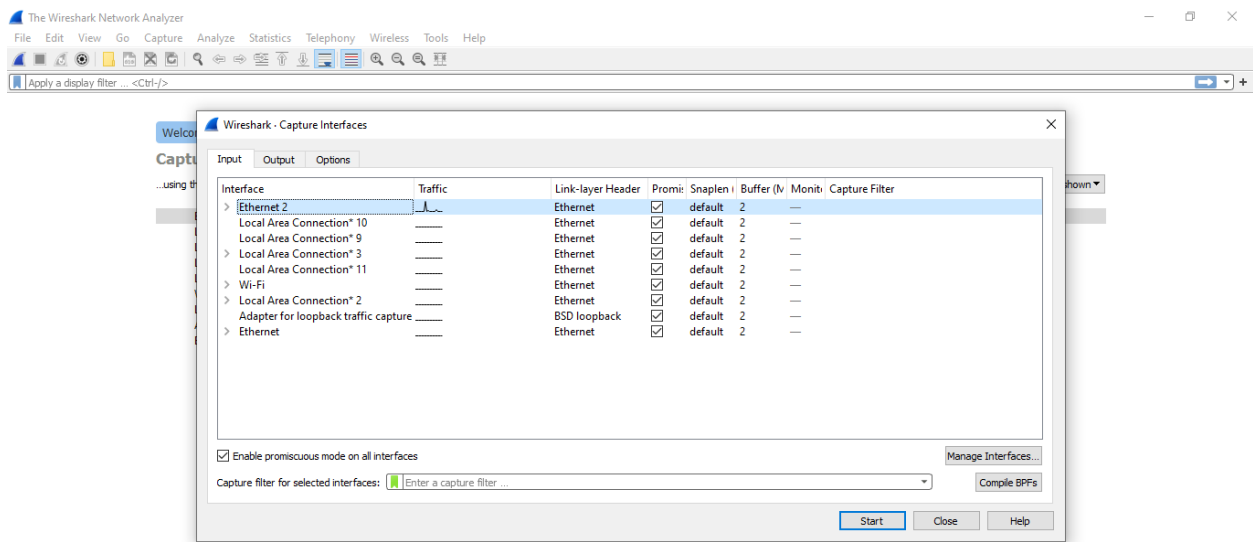 The Wireshark Network Analyzer
File Edit View Go Capture Analyze Statistics Telephony Wireless Tools Help
Apply a display filter ... <Ctrl-/>
+
Welco
Wireshark · Capture Interfaces
Captu
Input Output Options
...using th
hown
Interface Traffic Link-layer Header Promi: Snaplen ( Buffer (M Monit Capture Filter
Ethernet 2 Ethernet default 2 —
Local Area Connection* 10 Ethernet default 2 —
Local Area Connection* 9 Ethernet default 2 —
Local Area Connection* 3 Ethernet default 2 —
Local Area Connection* 11 Ethernet default 2 —
Wi-Fi Ethernet default 2 —
Local Area Connection* 2 Ethernet default 2 —
Adapter for loopback traffic capture BSD loopback default 2 —
Ethernet Ethernet default 2 —
Enable promiscuous mode on all interfaces
Manage Interfaces...
Capture filter for selected interfaces: Enter a capture filter ...
Compile BPFs
Start Close Help